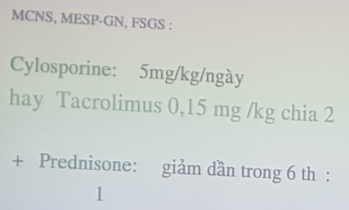 MCNS, MESP-GN, FSGS :
Cylosporine: 5mg/kg/ngày
hay Tacrolimus 0,15 mg /kg chia 2
+ Prednisone: giảm dần trong 6 th :
1